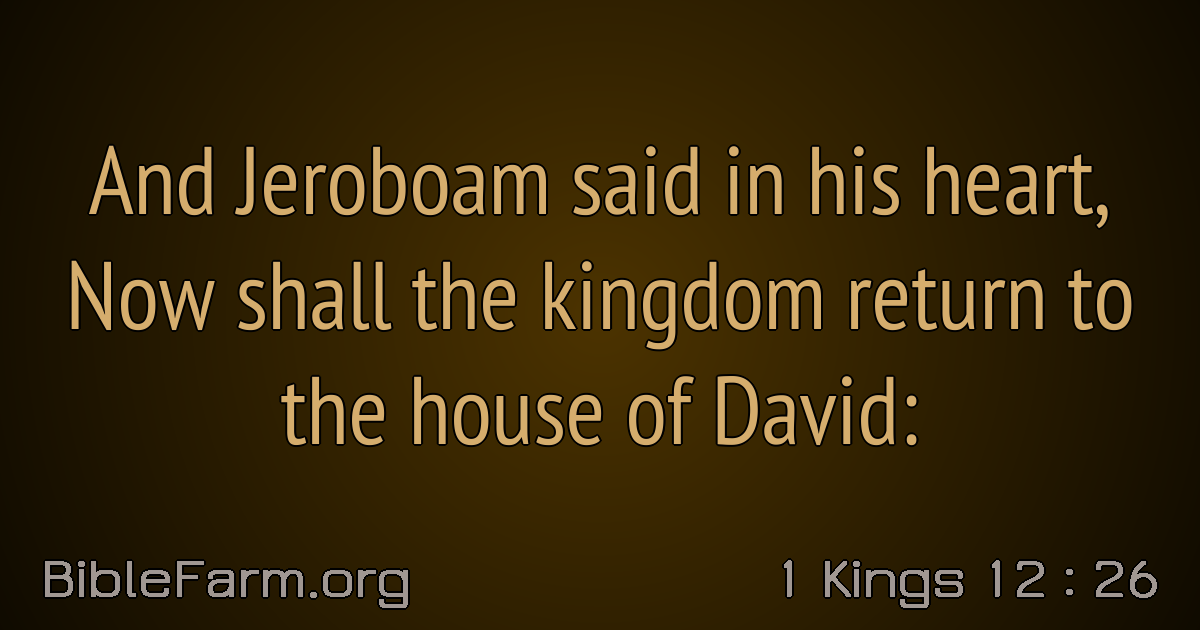 And Jeroboam said in his heart,
Now shall the kingdom return to
the house of David:
BibleFarm.org
1 Kings 12 : 26